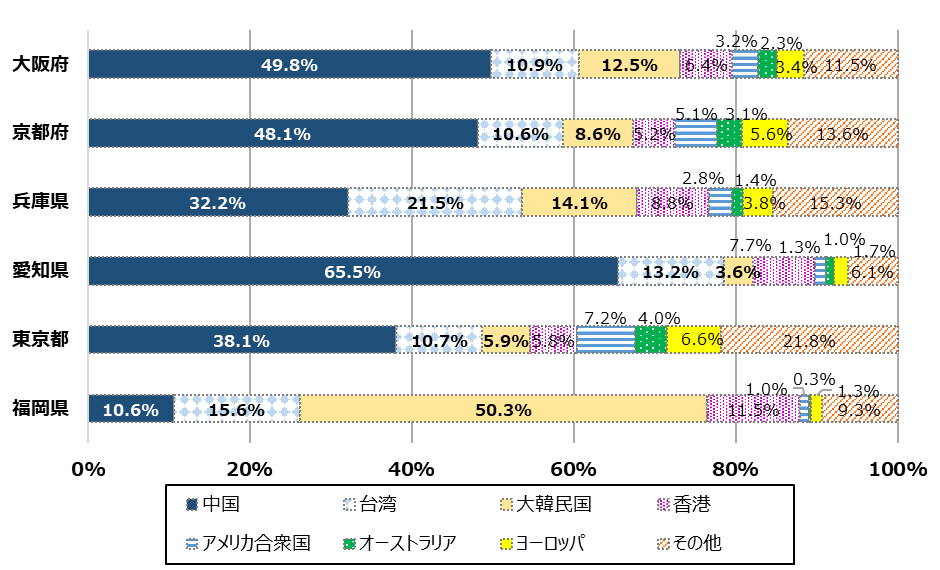 3.2% 2.3%
大阪府 49.8% 10.9% 12.5% 6.4% 3.4% 11.5%
5.1% 3.1%
京都府 48.1% 10.6% 8.6% 5.2% 5.6% 13.6%
2.8% 1.4%
兵庫県 32.2% 21.5% 14.1% 8.8% 3.8% 15.3%
7.7% 1.3% 1.0% 1.7%
愛知県 65.5% 13.2% 3.6% 6.1%
7.2% 4.0%
東京都 38.1% 10.7% 5.9% 5.8% 6.6% 21.8%
1.0% 0.3% 1.3%
福岡県 10.6% 15.6% 50.3% 11.5% 9.3%
0% 20% 40% 60% 80% 100%
中国 台湾 大韓民国 香港
アメリカ合衆国 オーストラリア ヨーロッパ その他